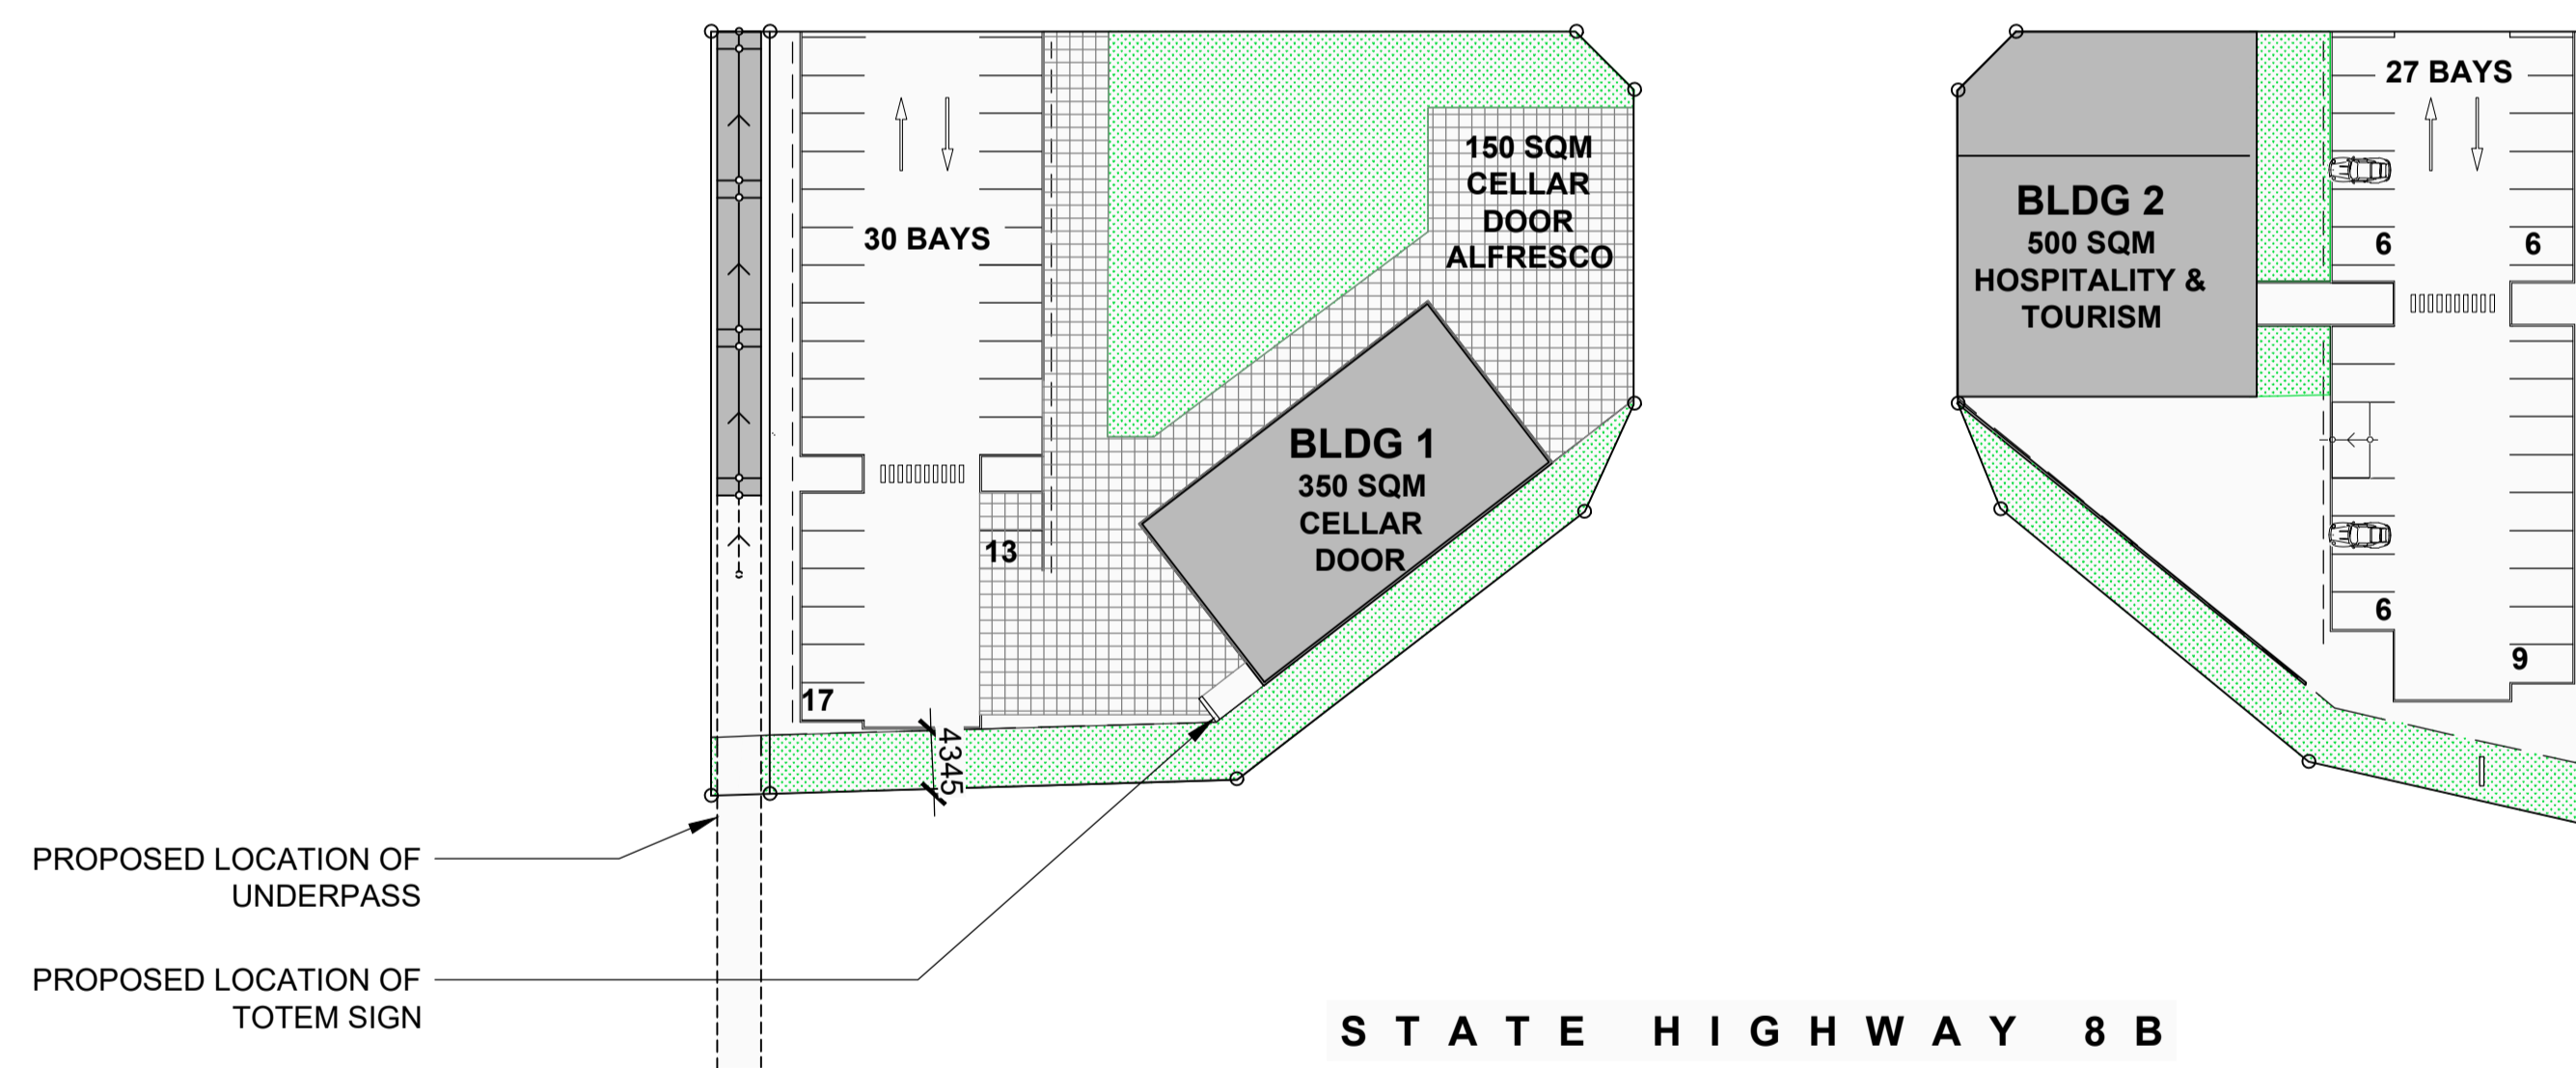 27 BAYS
150 SQM
CELLAR
DOOR
ALFRESCO
30 BAYS
BLDG 2
500 SQM
HOSPITALITY &
TOURISM
6
6
BLDG 1
350 SQM
CELLAR
DOOR
13
6
9
17
4345
PROPOSED LOCATION OF
UNDERPASS
PROPOSED LOCATION OF
TOTEM SIGN
STATE HIGHWAY 8B